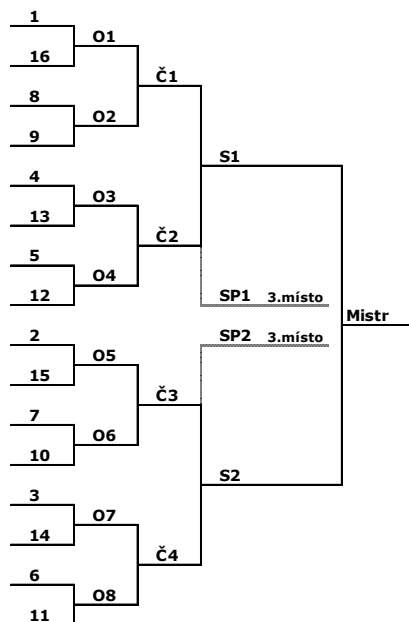 1
O1
16
Č1
8
O2
9
S1
4
O3
13
Č2
5
O4
12
SP1 3.místo
Mistr
2
SP2 3.místo
O5
15
Č3
7
O6
10
S2
3
O7
14
Č4
6
O8
11